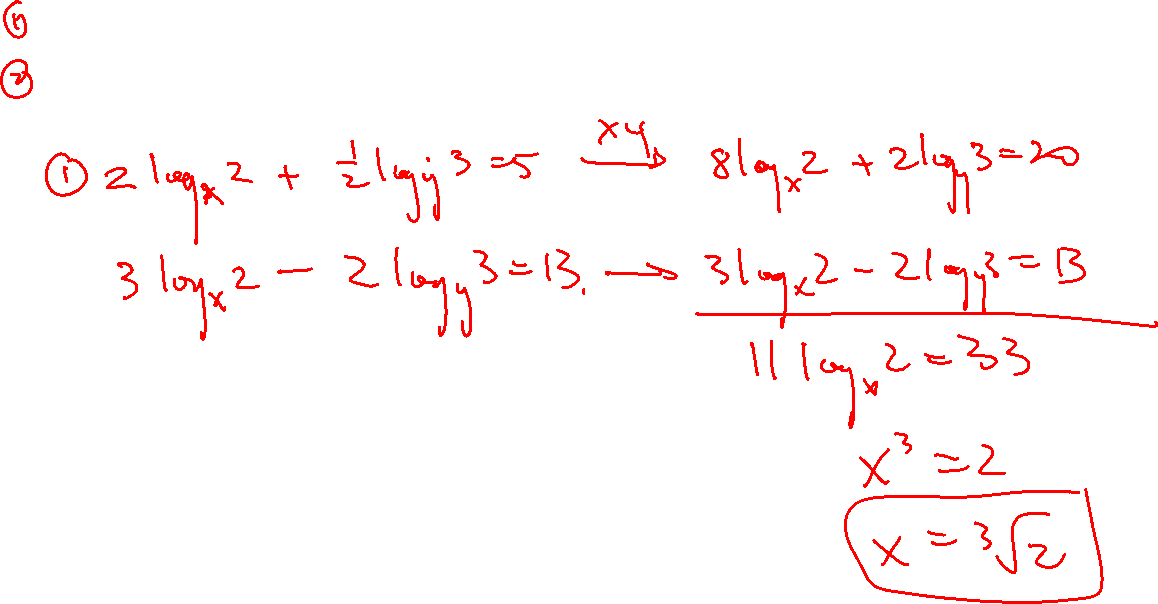 ①
②
① 2 log_x 2 + 1/2 log_y 3 = 5 →(×4) 8 log_x 2 + 2 log_y 3 = 20
3 log_x 2 − 2 log_y 3 = 13. → 3 log_x 2 − 2 log_y 3 = 13
11 log_x 2 = 33
x³ = 2
x = ³√2